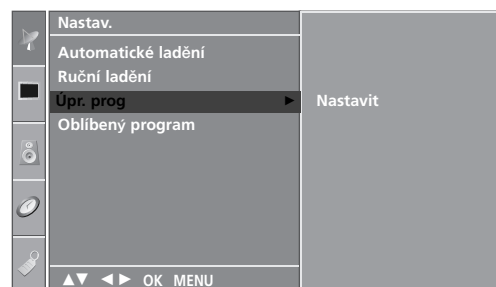 Nastav.
Automatické ladění
Ruční ladění
Úpr. prog ► Nastavit
Oblíbený program
▲▼ ◄► OK MENU